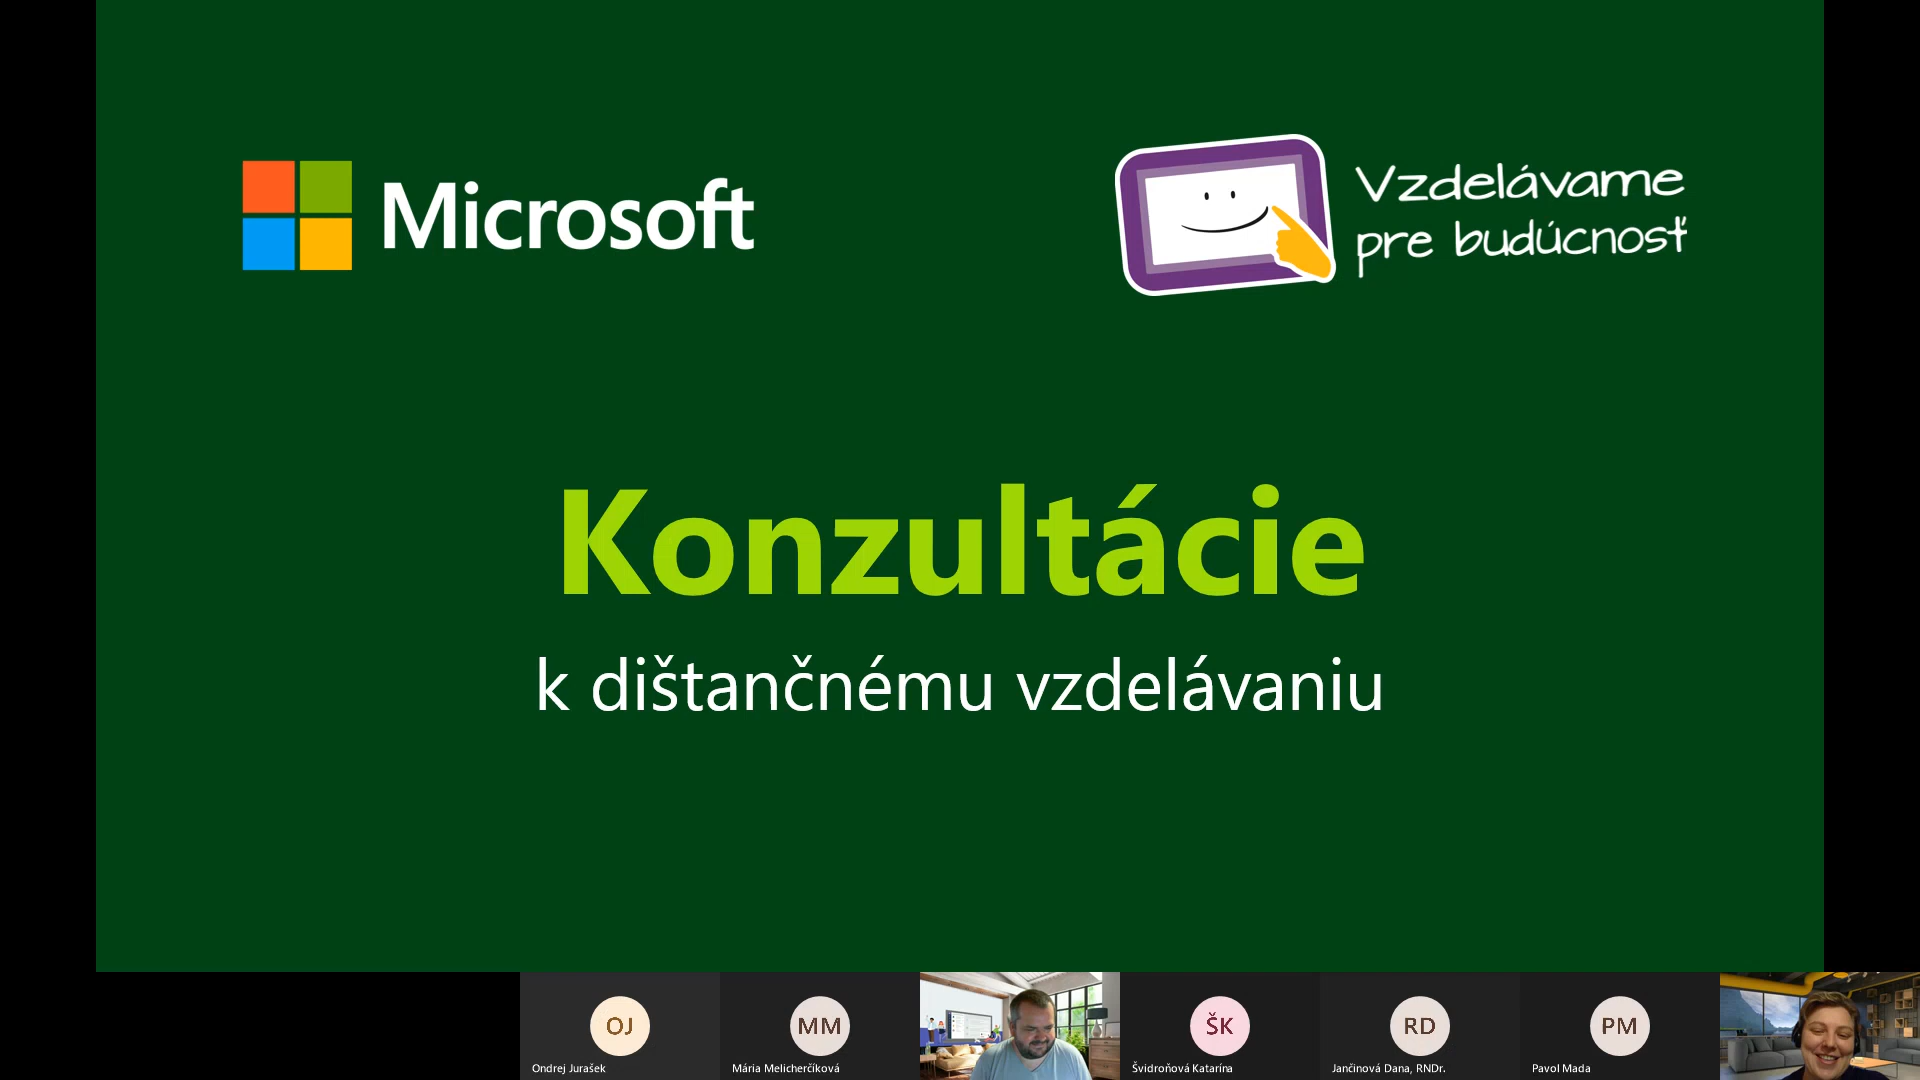 Microsoft
Vzdelávame
pre budúcnosť
Konzultácie
k dištančnému vzdelávaniu
OJ
MM
ŠK
RD
PM
Ondrej Jurašek
Mária Melicherčíková
Švidroňová Katarína
Jančinová Dana, RNDr.
Pavol Mada